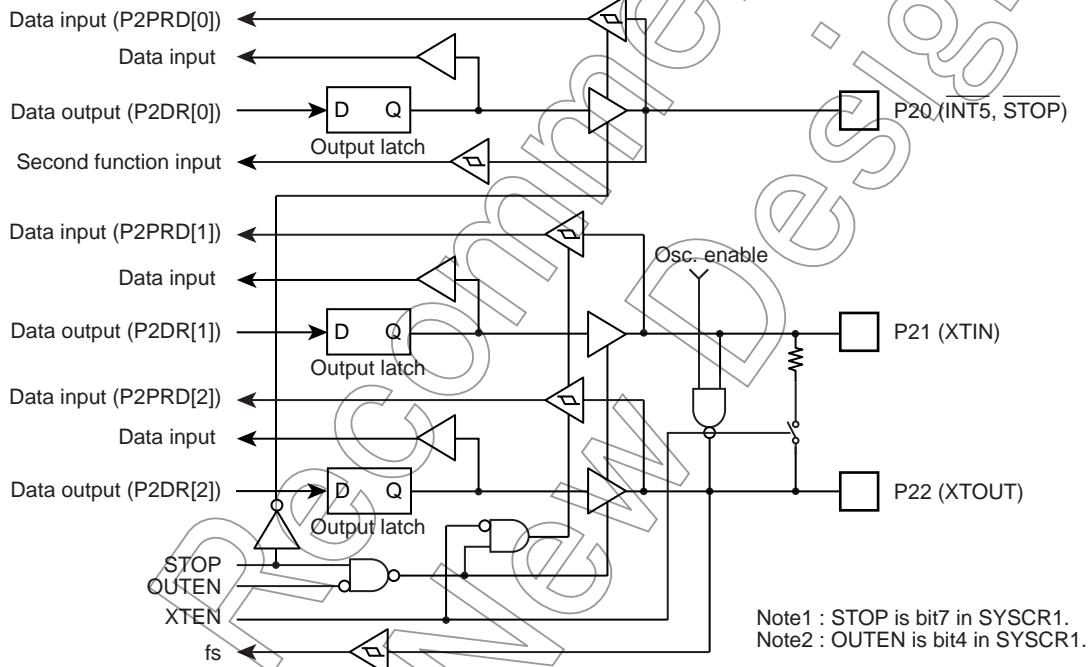 Data input (P2PRD[0])
Data input
Data output (P2DR[0])
D Q
Output latch
P20 (INT5, STOP)
Second function input
Data input (P2PRD[1])
Osc. enable
Data input
Data output (P2DR[1])
D Q
Output latch
P21 (XTIN)
Data input (P2PRD[2])
Data input
Data output (P2DR[2])
D Q
Output latch
P22 (XTOUT)
STOP
OUTEN
XTEN
fs
Note1 : STOP is bit7 in SYSCR1.
Note2 : OUTEN is bit4 in SYSCR1.